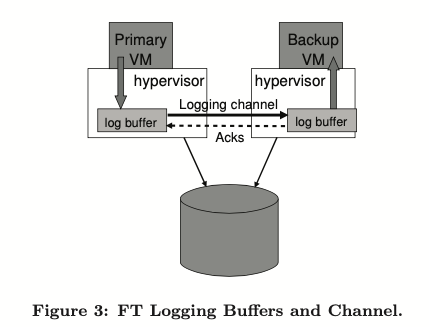 Primary
VM
Backup
VM
hypervisor
hypervisor
Logging channel
log buffer
log buffer
Acks
Figure 3: FT Logging Buffers and Channel.